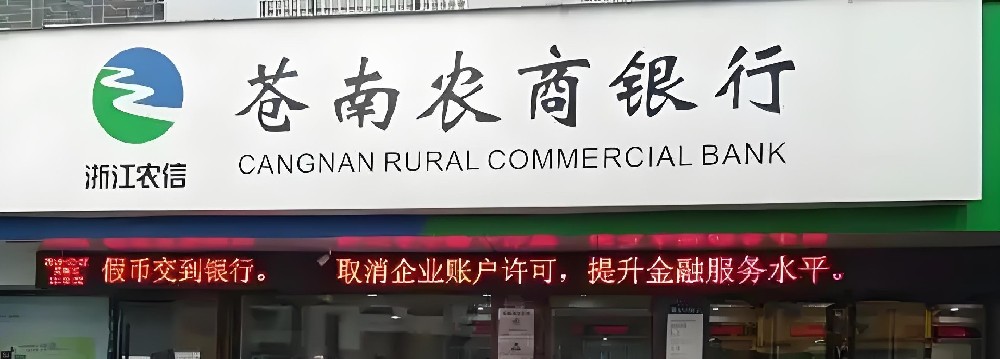 苍南农商银行
浙江农信
CANGNAN RURAL COMMERCIAL BANK
假币交到银行。 取消企业账户许可，提升金融服务水平。